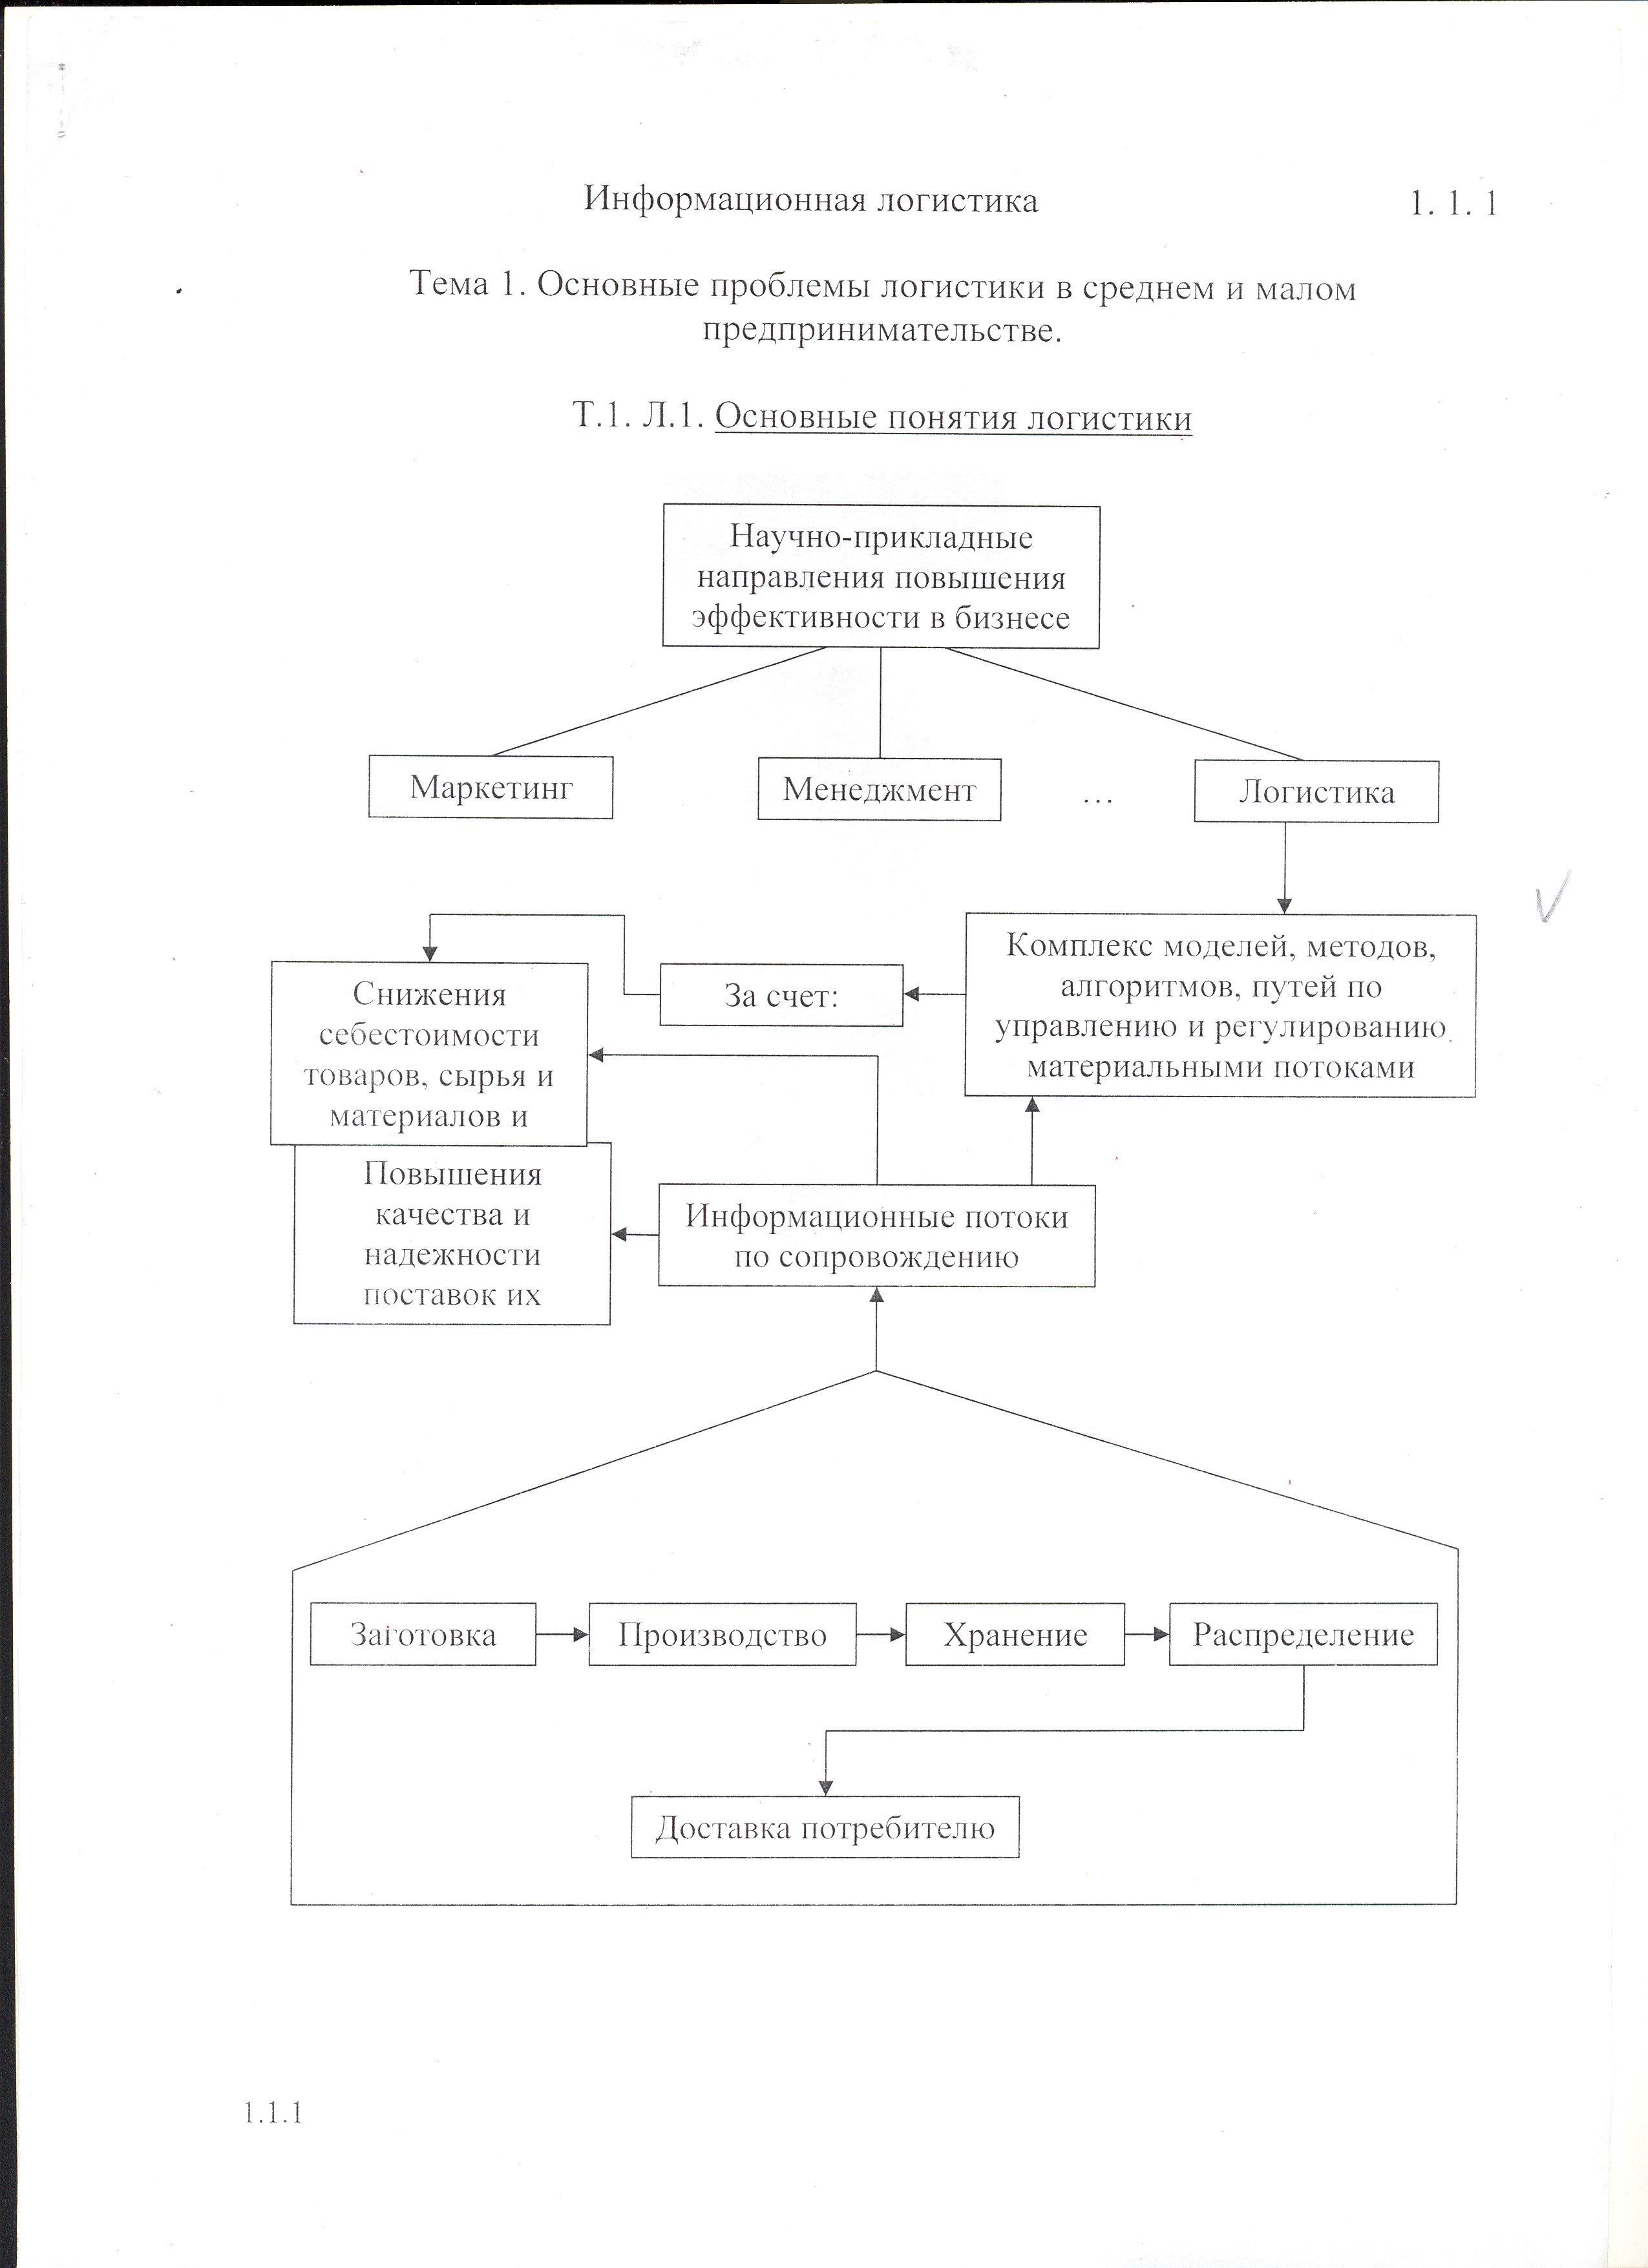 Информационная логистика
1. 1. 1
Тема 1. Основные проблемы логистики в среднем и малом
предпринимательстве.
Т.1. Л.1. Основные понятия логистики
Научно-прикладные
направления повышения
эффективности в бизнесе
Маркетинг
Менеджмент
...
Логистика
Комплекс моделей, методов,
алгоритмов, путей по
управлению и регулированию
материальными потоками
За счет:
Снижения
себестоимости
товаров, сырья и
материалов и
Повышения
качества и
надежности
поставок их
Информационные потоки
по сопровождению
Заготовка
Производство
Хранение
Распределение
Доставка потребителю
1.1.1